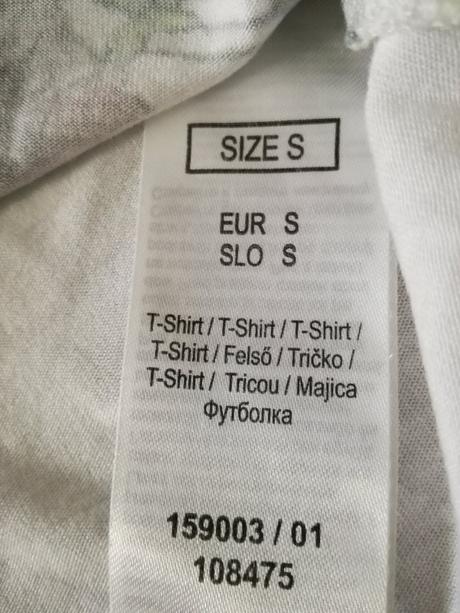 SIZE S
EUR S
SLO S
T-Shirt / T-Shirt / T-Shirt /
T-Shirt / Felső / Tričko /
T-Shirt / Tricou / Majica
Футболка
159003 / 01
108475